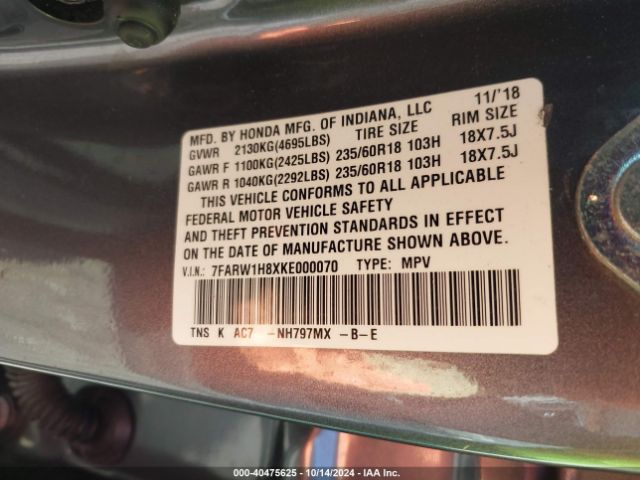 MFD. BY HONDA MFG. OF INDIANA, LLC 11/'18
GVWR 2130KG(4695LBS) TIRE SIZE RIM SIZE
GAWR F 1100KG(2425LBS) 235/60R18 103H 18X7.5J
GAWR R 1040KG(2292LBS) 235/60R18 103H 18X7.5J
THIS VEHICLE CONFORMS TO ALL APPLICABLE
FEDERAL MOTOR VEHICLE SAFETY
AND THEFT PREVENTION STANDARDS IN EFFECT
ON THE DATE OF MANUFACTURE SHOWN ABOVE.
V.I.N.: 7FARW1H8XKE000070 TYPE: MPV
TNS K AC7 -NH797MX -B-E
000-40475625 - 10/14/2024 - IAA Inc.